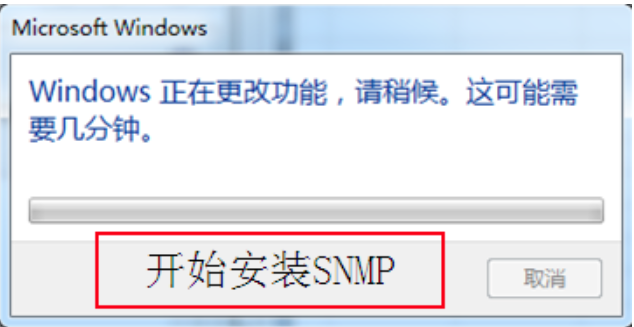 Microsoft Windows
Windows 正在更改功能，请稍候。这可能需
要几分钟。
开始安装SNMP
取消